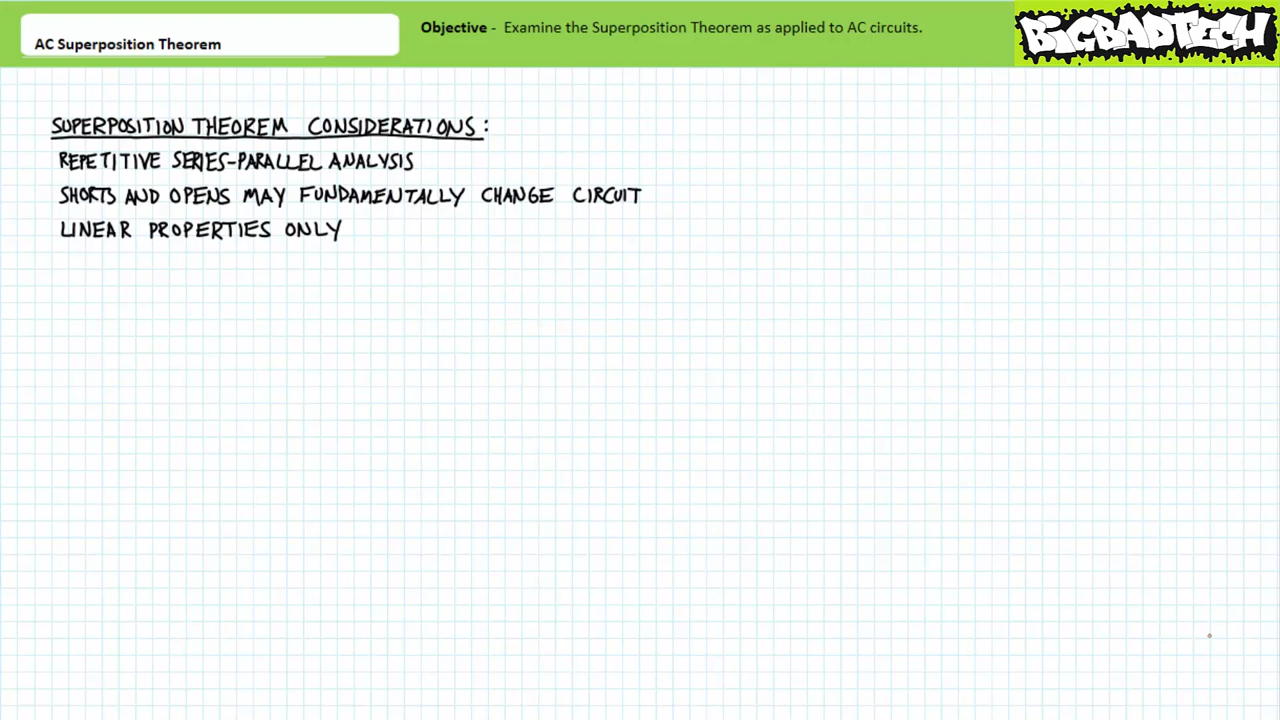 AC Superposition Theorem
Objective - Examine the Superposition Theorem as applied to AC circuits.
BIGBADTECH
SUPERPOSITION THEOREM CONSIDERATIONS:
REPETITIVE SERIES-PARALLEL ANALYSIS
SHORTS AND OPENS MAY FUNDAMENTALLY CHANGE CIRCUIT
LINEAR PROPERTIES ONLY